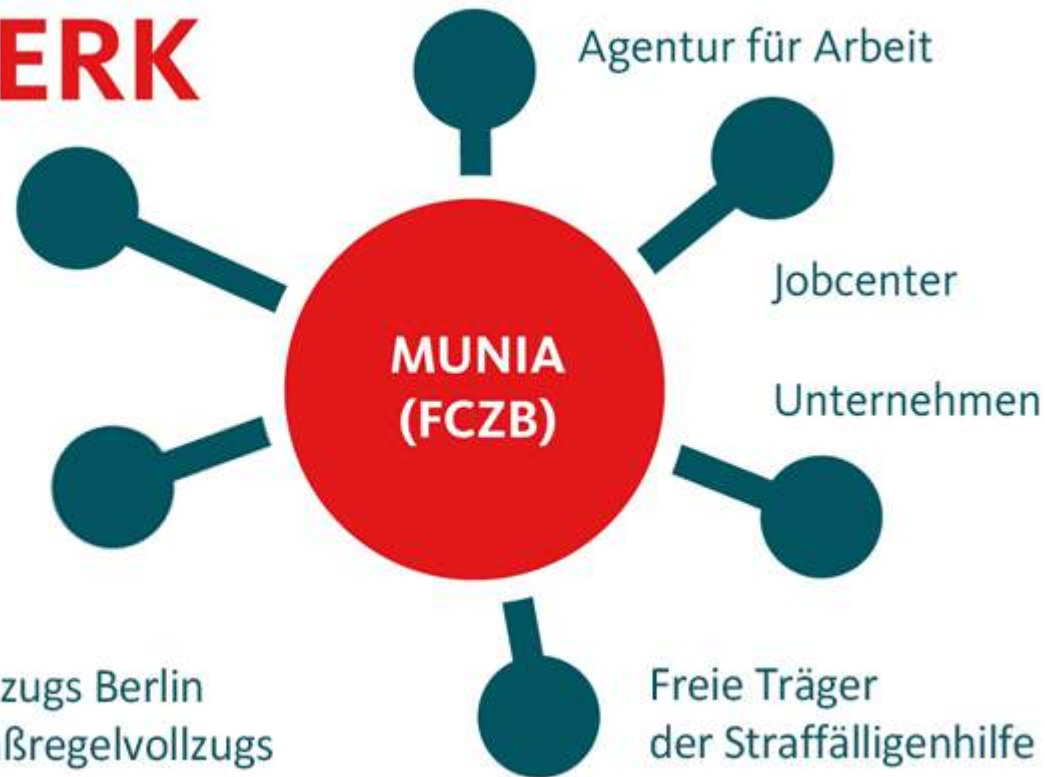 ERK
Agentur für Arbeit
Jobcenter
MUNIA
(FCZB)
Unternehmen
zugs Berlin
ßregelvollzugs
Freie Träger
der Straffälligenhilfe